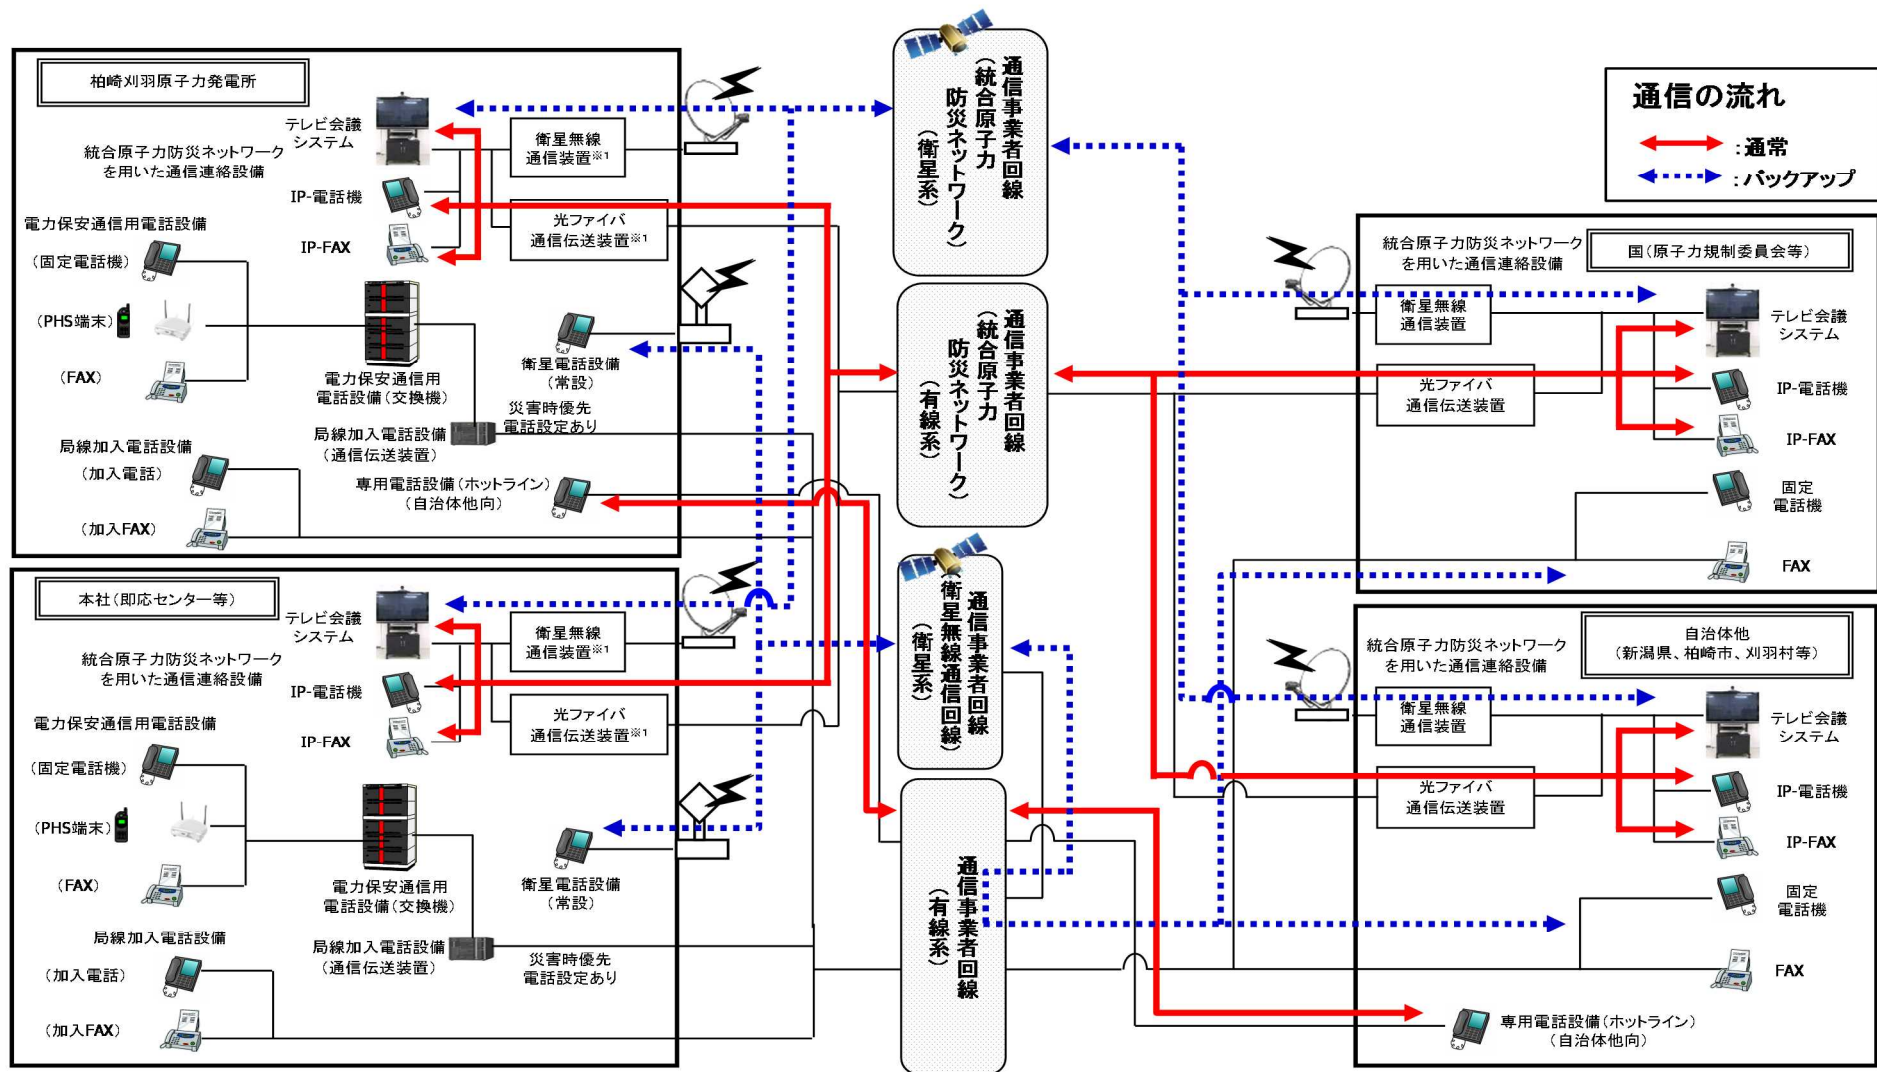 柏崎刈羽原子力発電所
テレビ会議
システム
統合原子力防災ネットワーク
を用いた通信連絡設備
衛星無線
通信装置※1
IP-電話機
光ファイバ
通信伝送装置※1
IP-FAX
電力保安通信用電話設備
(固定電話機)
(PHS端末)
(FAX)
電力保安通信用
電話設備(交換機)
衛星電話設備
(常設)
災害時優先
電話設定あり
局線加入電話設備
(通信伝送装置)
局線加入電話設備
(加入電話)
(加入FAX)
専用電話設備(ホットライン)
(自治体他向)
本社(即応センター等)
テレビ会議
システム
統合原子力防災ネットワーク
を用いた通信連絡設備
衛星無線
通信装置※1
IP-電話機
光ファイバ
通信伝送装置※1
IP-FAX
電力保安通信用電話設備
(固定電話機)
(PHS端末)
(FAX)
電力保安通信用
電話設備(交換機)
衛星電話設備
(常設)
局線加入電話設備
(通信伝送装置)
災害時優先
電話設定あり
局線加入電話設備
(加入電話)
(加入FAX)
通信事業者回線
(統合原子力
防災ネットワーク)
(衛星系)
通信事業者回線
(統合原子力
防災ネットワーク)
(有線系)
通信事業者回線
(衛星無線通信回線)
(衛星系)
通信事業者回線
(有線系)
通信の流れ
:通常
:バックアップ
統合原子力防災ネットワーク
を用いた通信連絡設備
国(原子力規制委員会等)
衛星無線
通信装置
テレビ会議
システム
光ファイバ
通信伝送装置
IP-電話機
IP-FAX
固定
電話機
FAX
統合原子力防災ネットワーク
を用いた通信連絡設備
自治体他
(新潟県、柏崎市、刈羽村等)
衛星無線
通信装置
テレビ会議
システム
光ファイバ
通信伝送装置
IP-電話機
IP-FAX
固定
電話機
FAX
専用電話設備(ホットライン)
(自治体他向)